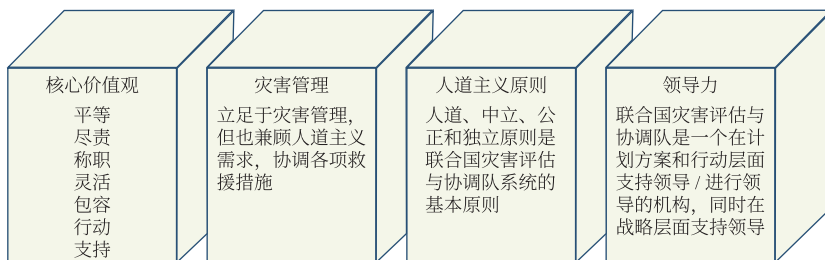 核心价值观
平等
尽责
称职
灵活
包容
行动
支持
灾害管理
立足于灾害管理，
但也兼顾人道主义
需求，协调各项救
援措施
人道主义原则
人道、中立、公
正和独立原则是
联合国灾害评估
与协调队系统的
基本原则
领导力
联合国灾害评估与
协调队是一个在计
划方案和行动层面
支持领导 / 进行领
导的机构，同时在
战略层面支持领导